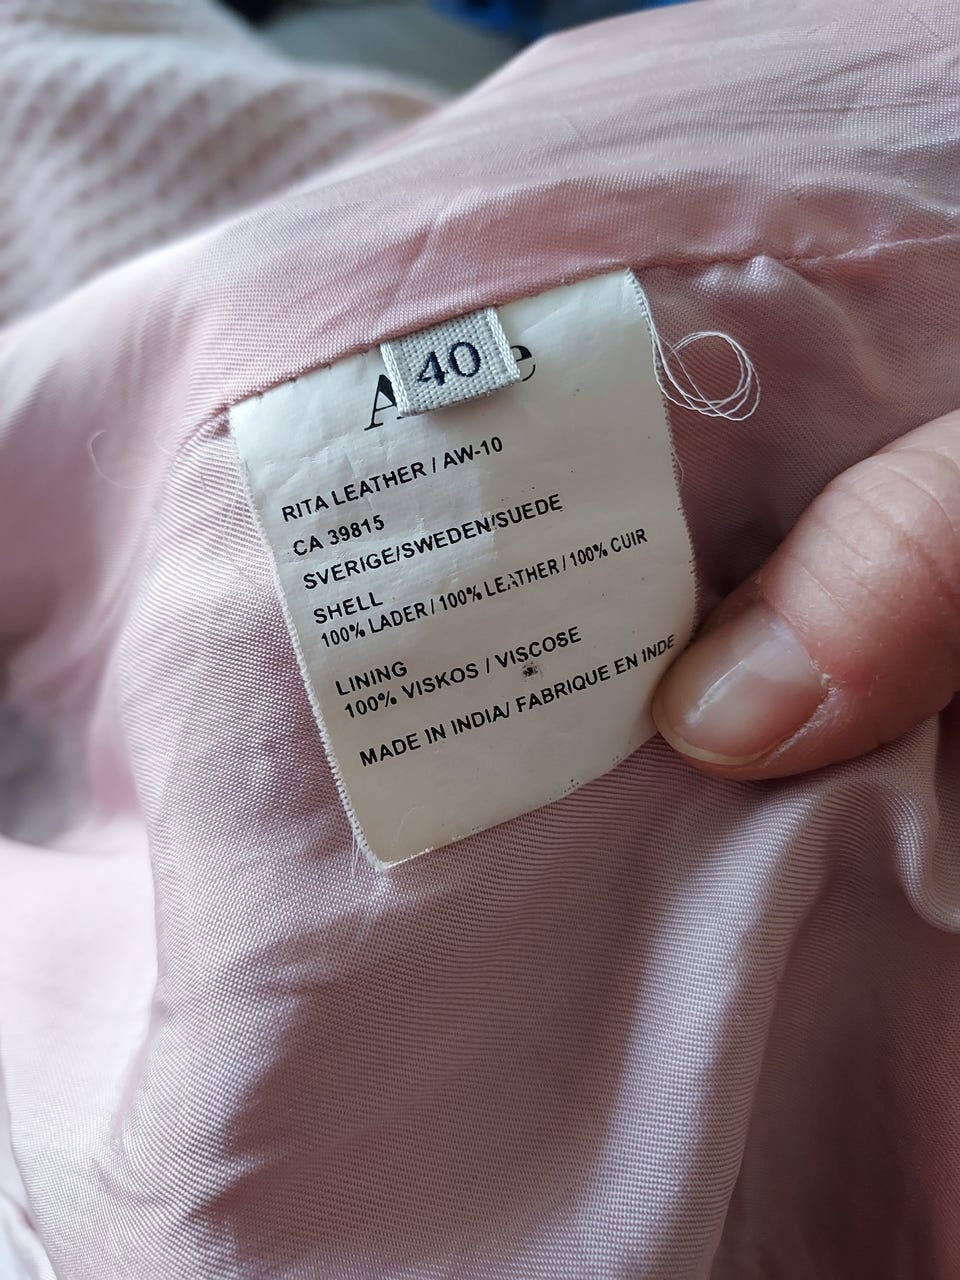 40
RITA LEATHER / AW-10
CA 39815
SVERIGE/SWEDEN/SUEDE
SHELL
100% LADER / 100% LEATHER / 100% CUIR
LINING
100% VISKOS / VISCOSE
MADE IN INDIA/ FABRIQUE EN INDE